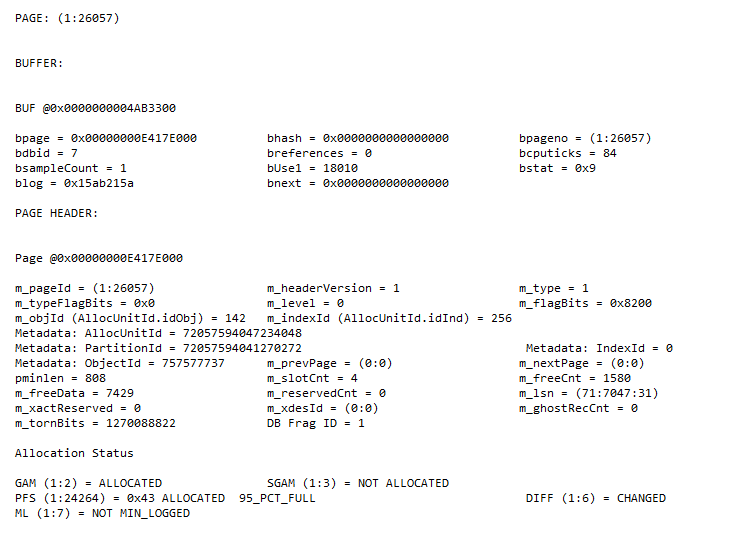 PAGE: (1:26057)
BUFFER:
BUF @0x0000000004AB3300
bpage = 0x00000000E417E000 bhash = 0x0000000000000000 bpageno = (1:26057)
bdbid = 7 breferences = 0 bcputicks = 84
bsampleCount = 1 bUse1 = 18010 bstat = 0x9
blog = 0x15ab215a bnext = 0x0000000000000000
PAGE HEADER:
Page @0x00000000E417E000
m_pageId = (1:26057) m_headerVersion = 1 m_type = 1
m_typeFlagBits = 0x0 m_level = 0 m_flagBits = 0x8200
m_objId (AllocUnitId.idObj) = 142 m_indexId (AllocUnitId.idInd) = 256
Metadata: AllocUnitId = 72057594047234048
Metadata: PartitionId = 72057594041270272 Metadata: IndexId = 0
Metadata: ObjectId = 757577737 m_prevPage = (0:0) m_nextPage = (0:0)
pminlen = 808 m_slotCnt = 4 m_freeCnt = 1580
m_freeData = 7429 m_reservedCnt = 0 m_lsn = (71:7047:31)
m_xactReserved = 0 m_xdesId = (0:0) m_ghostRecCnt = 0
m_tornBits = 1270088822 DB Frag ID = 1
Allocation Status
GAM (1:2) = ALLOCATED SGAM (1:3) = NOT ALLOCATED
PFS (1:24264) = 0x43 ALLOCATED 95_PCT_FULL DIFF (1:6) = CHANGED
ML (1:7) = NOT MIN_LOGGED